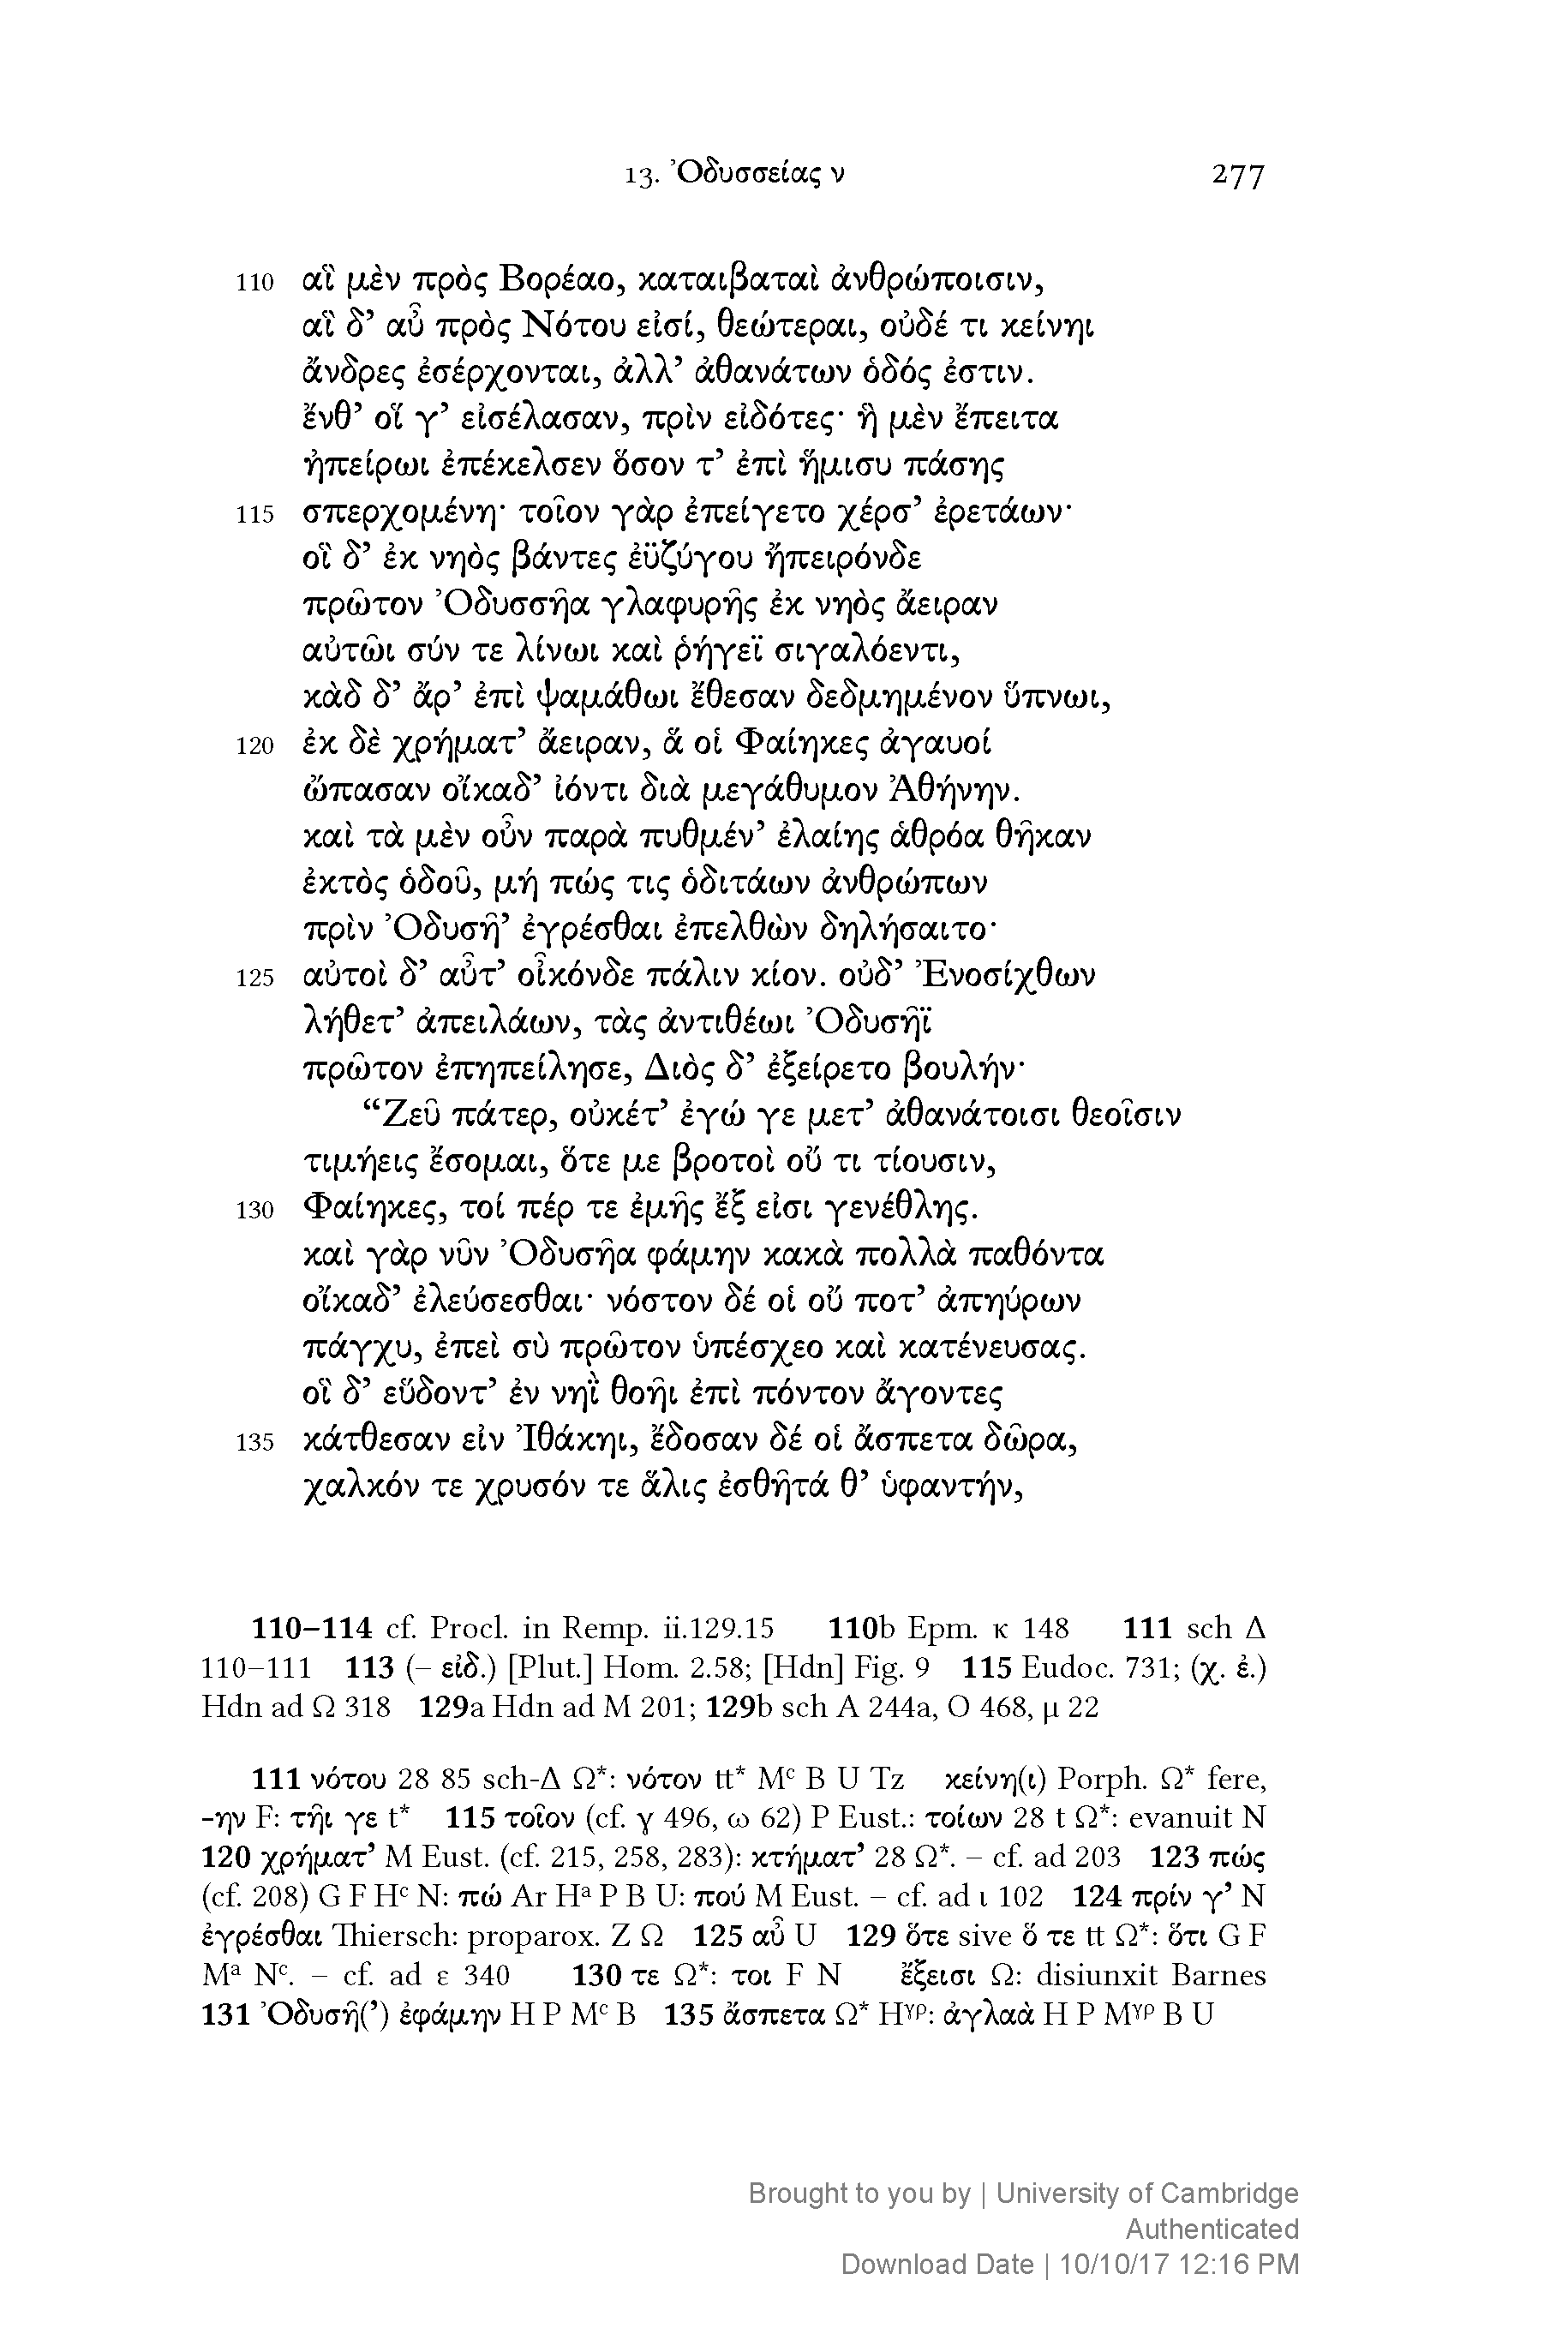 13. Ὀδυσσείας ν 277
110 αἳ μὲν πρὸς Βορέαο, καταιβαταὶ ἀνθρώποισιν,
αἳ δ’ αὖ πρὸς Νότου εἰσί, θεώτεραι, οὐδέ τι κείνηι
ἄνδρες ἐσέρχονται, ἀλλ’ ἀθανάτων ὁδός ἐστιν.
ἔνθ’ οἵ γ’ εἰσέλασαν, πρὶν εἰδότες· ἣ μὲν ἔπειτα
ἠπείρωι ἐπέκελσεν ὅσον τ’ ἐπὶ ἥμισυ πάσης
115 σπερχομένη· τοῖον γὰρ ἐπείγετο χέρσ’ ἐρετάων·
οἳ δ’ ἐκ νηὸς βάντες ἐϋζύγου ἤπειρόνδε
πρῶτον Ὀδυσσῆα γλαφυρῆς ἐκ νηὸς ἄειραν
αὐτῶι σύν τε λίνωι καὶ ῥήγεϊ σιγαλόεντι,
κὰδ δ’ ἄρ’ ἐπὶ ψαμάθωι ἔθεσαν δεδμημένον ὕπνωι,
120 ἐκ δὲ χρήματ’ ἄειραν, ἅ οἱ Φαίηκες ἀγαυοί
ὤπασαν οἴκαδ’ ἰόντι διὰ μεγάθυμον Ἀθήνην.
καὶ τὰ μὲν οὖν παρὰ πυθμέν’ ἐλαίης ἁθρόα θῆκαν
ἐκτὸς ὁδοῦ, μή πώς τις ὁδιτάων ἀνθρώπων
πρὶν Ὀδυσῆ’ ἐγρέσθαι ἐπελθὼν δηλήσαιτο·
125 αὐτοὶ δ’ αὖτ’ οἶκόνδε πάλιν κίον. οὐδ’ Ἐνοσίχθων
λήθετ’ ἀπειλάων, τὰς ἀντιθέωι Ὀδυσῆϊ
πρῶτον ἐπηπείλησε, Διὸς δ’ ἐξείρετο βουλήν·
“Ζεῦ πάτερ, οὐκέτ’ ἐγώ γε μετ’ ἀθανάτοισι θεοῖσιν
τιμήεις ἔσομαι, ὅτε με βροτοὶ οὔ τι τίουσιν,
130 Φαίηκες, τοί πέρ τε ἐμῆς ἔξ εἰσι γενέθλης.
καὶ γὰρ νῦν Ὀδυσῆα φάμην κακὰ πολλὰ παθόντα
οἴκαδ’ ἐλεύσεσθαι· νόστον δέ οἱ οὔ ποτ’ ἀπηύρων
πάγχυ, ἐπεὶ σὺ πρῶτον ὑπέσχεο καὶ κατένευσας.
οἳ δ’ εὕδοντ’ ἐν νηῒ θοῆι ἐπὶ πόντον ἄγοντες
135 κάτθεσαν εἰν Ἰθάκηι, ἔδοσαν δέ οἱ ἄσπετα δῶρα,
χαλκόν τε χρυσόν τε ἅλις ἐσθῆτά θ’ ὑφαντήν,
110–114 cf. Procl. in Remp. ii.129.15 110b Epm. κ 148 111 sch Δ
110–111 113 (– εἰδ.) [Plut.] Hom. 2.58; [Hdn] Fig. 9 115 Eudoc. 731; (χ. ἐ.)
Hdn ad Ω 318 129a Hdn ad M 201; 129b sch A 244a, O 468, μ 22
111 νότου 28 85 sch-Δ Ω*: νότον tt* Mᶜ B U Tz κείνη(ι) Porph. Ω* fere,
-ην F: τῆι γε t* 115 τοῖον (cf. γ 496, ω 62) P Eust.: τοίων 28 t Ω*: evanuit N
120 χρήματ’ M Eust. (cf. 215, 258, 283): κτήματ’ 28 Ω*. – cf. ad 203 123 πώς
(cf. 208) G F Hᶜ N: πώ Ar Hᵃ P B U: πού M Eust. – cf. ad ι 102 124 πρίν γ’ N
ἐγρέσθαι Thiersch: proparox. Z Ω 125 αὖ U 129 ὅτε sive ὅ τε tt Ω*: ὅτι G F
Mᵃ Nᶜ. – cf. ad ε 340 130 τε Ω*: τοι F N ἔξεισι Ω: disiunxit Barnes
131 Ὀδυσῆ(’) ἐφάμην H P Mᶜ B 135 ἄσπετα Ω* Hᵞᵖ: ἀγλαὰ H P Mᵞᵖ B U
Brought to you by | University of Cambridge
Authenticated
Download Date | 10/10/17 12:16 PM